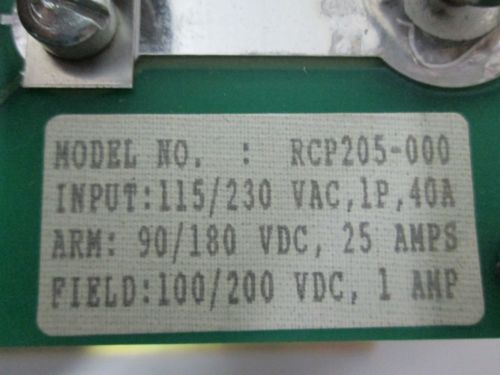 MODEL NO. : RCP205-000
INPUT:115/230 VAC,1P,40A
ARM: 90/180 VDC, 25 AMPS
FIELD:100/200 VDC, 1 AMP